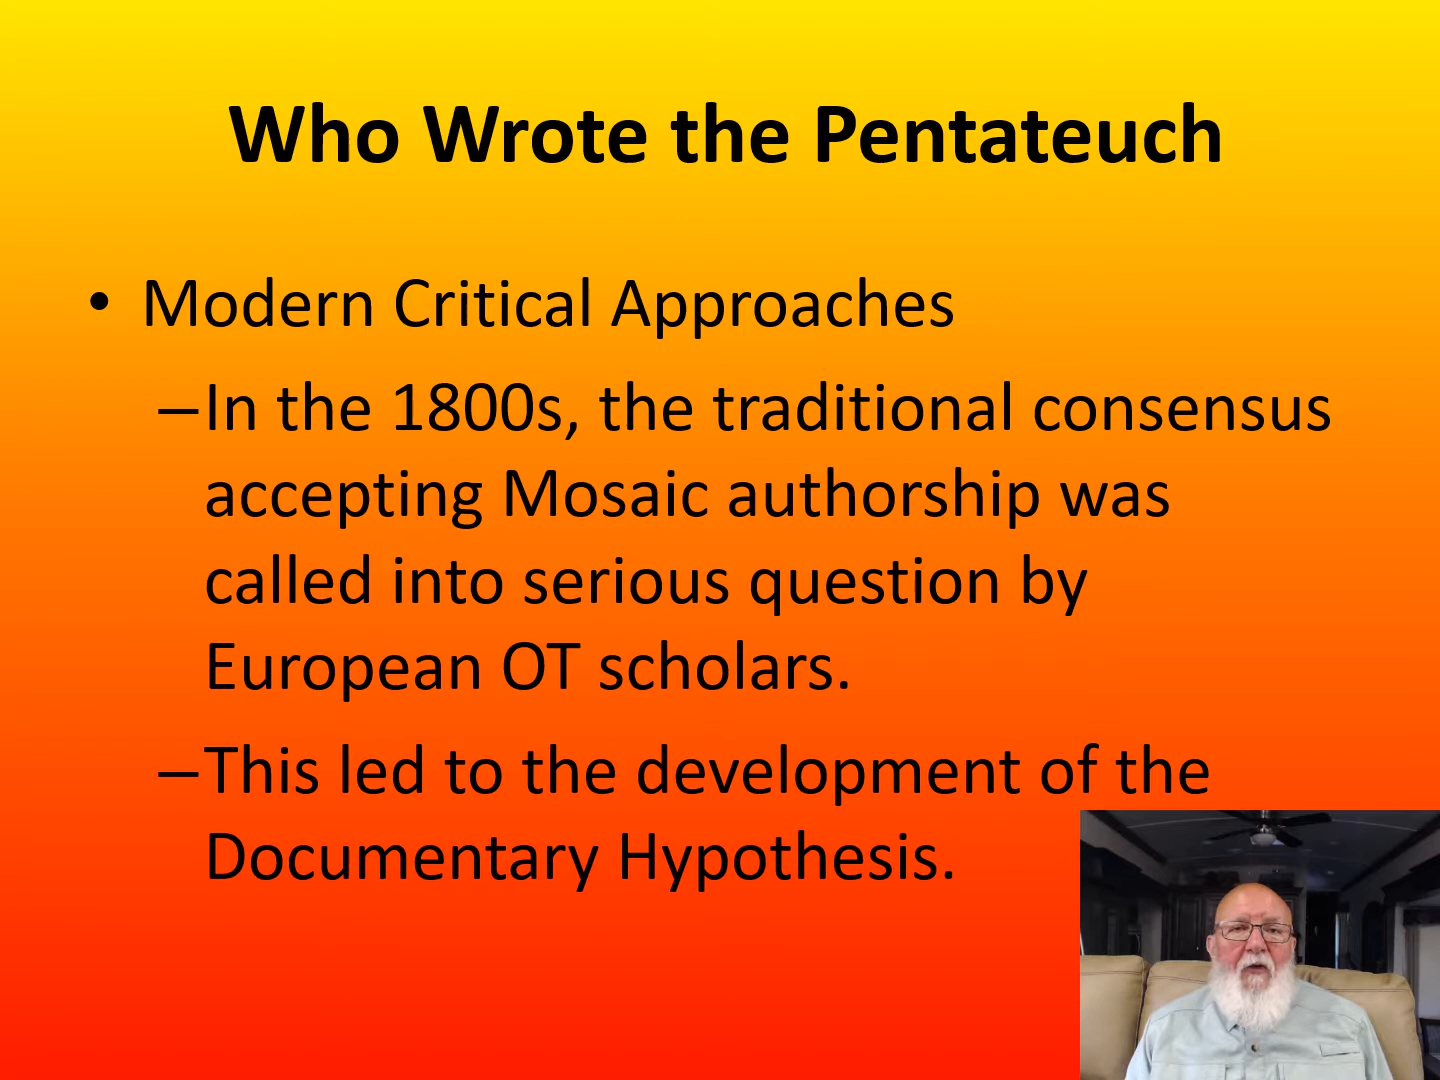 Who Wrote the Pentateuch
• Modern Critical Approaches
–In the 1800s, the traditional consensus
accepting Mosaic authorship was
called into serious question by
European OT scholars.
–This led to the development of the
Documentary Hypothesis.